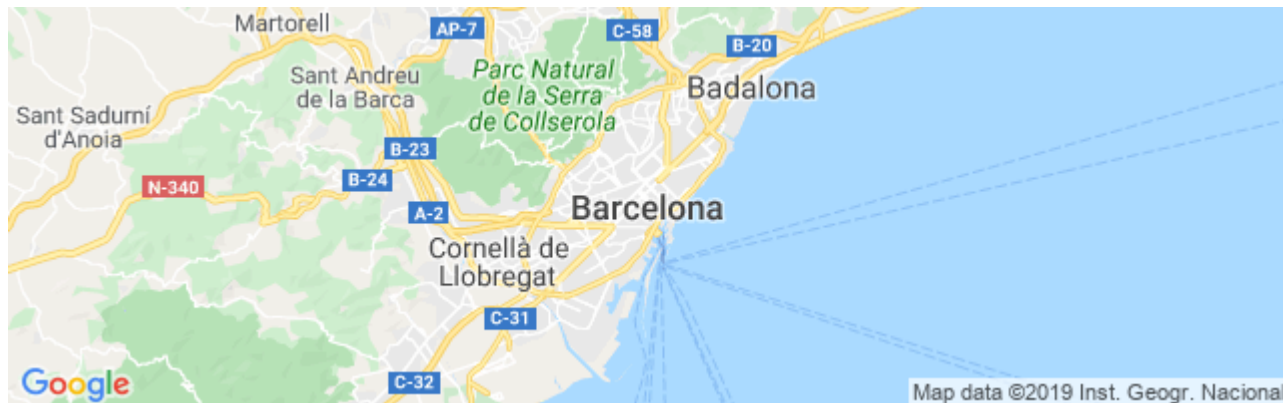 Martorell
AP-7
C-58
B-20
Sant Andreu
de la Barca
Parc Natural
de la Serra
de Collserola
Badalona
Sant Sadurní
d'Anoia
B-23
B-24
N-340
A-2
Barcelona
Cornellà de
Llobregat
C-31
C-32
Google
Map data ©2019 Inst. Geogr. Nacional